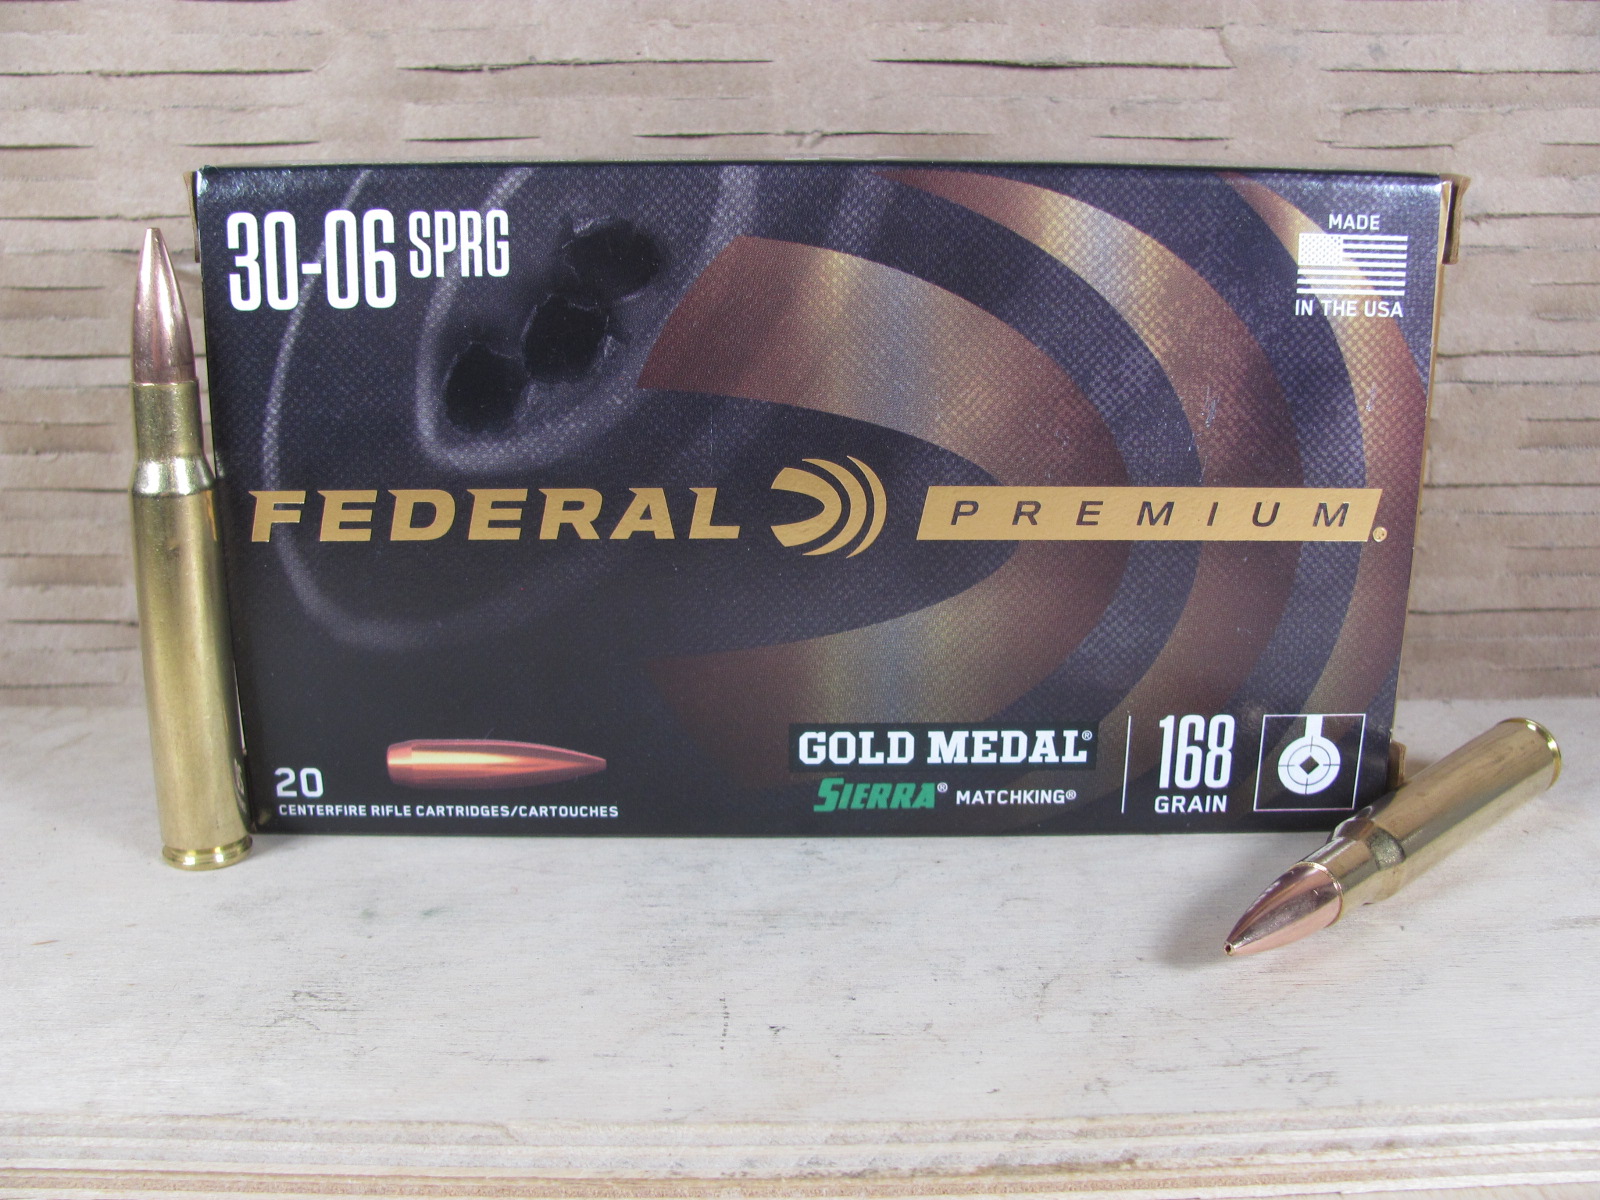 30-06 SPRG
MADE
IN THE USA
FEDERAL PREMIUM®
20
CENTERFIRE RIFLE CARTRIDGES/CARTOUCHES
GOLD MEDAL®
SIERRA® MATCHKING®
168
GRAIN